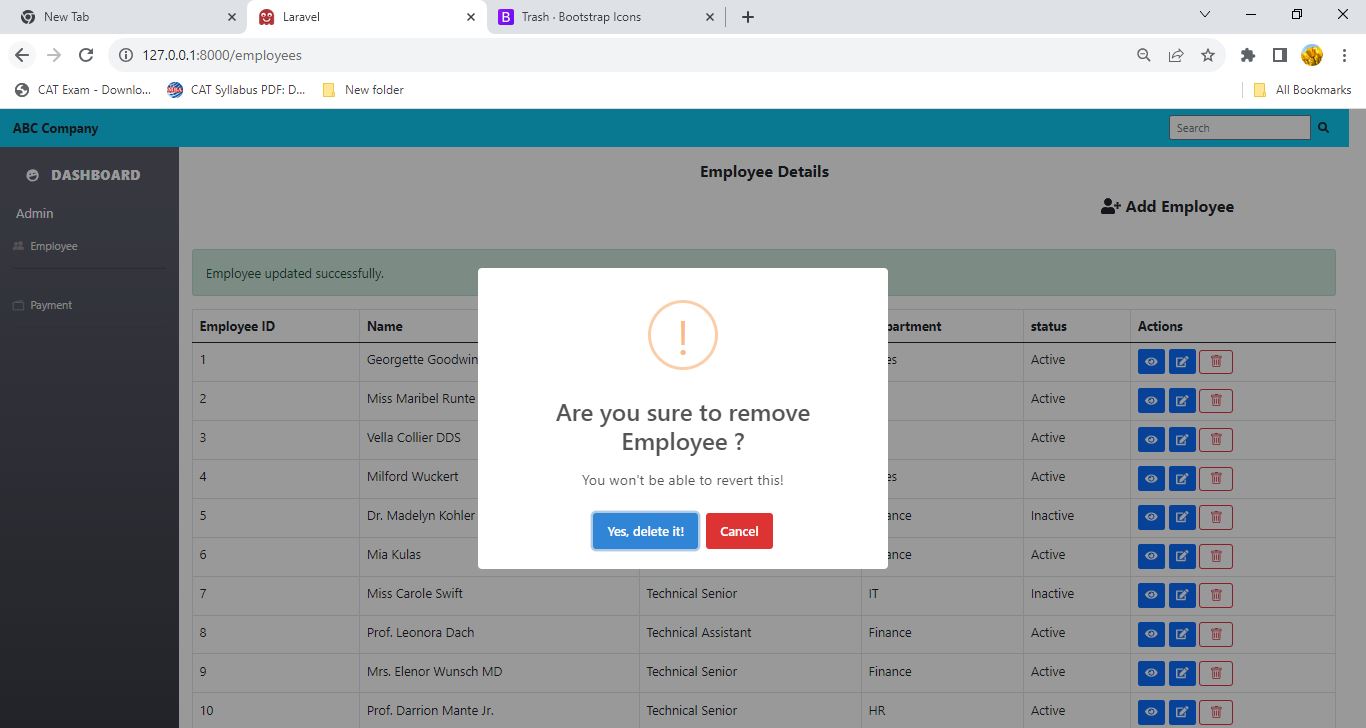 New Tab
Laravel
Trash · Bootstrap Icons
127.0.0.1:8000/employees
CAT Exam - Downlo...
CAT Syllabus PDF: D...
New folder
All Bookmarks
ABC Company
Search
DASHBOARD
Admin
Employee
Payment
Employee Details
Add Employee
Employee updated successfully.
Employee ID Name partment status Actions
1 Georgette Goodwin es Active
2 Miss Maribel Runte Active
3 Vella Collier DDS Active
4 Milford Wuckert es Active
5 Dr. Madelyn Kohler ance Inactive
6 Mia Kulas ance Active
7 Miss Carole Swift Technical Senior IT Inactive
8 Prof. Leonora Dach Technical Assistant Finance Active
9 Mrs. Elenor Wunsch MD Technical Senior Finance Active
10 Prof. Darrion Mante Jr. Technical Senior HR Active
!
Are you sure to remove
Employee ?
You won't be able to revert this!
Yes, delete it!
Cancel